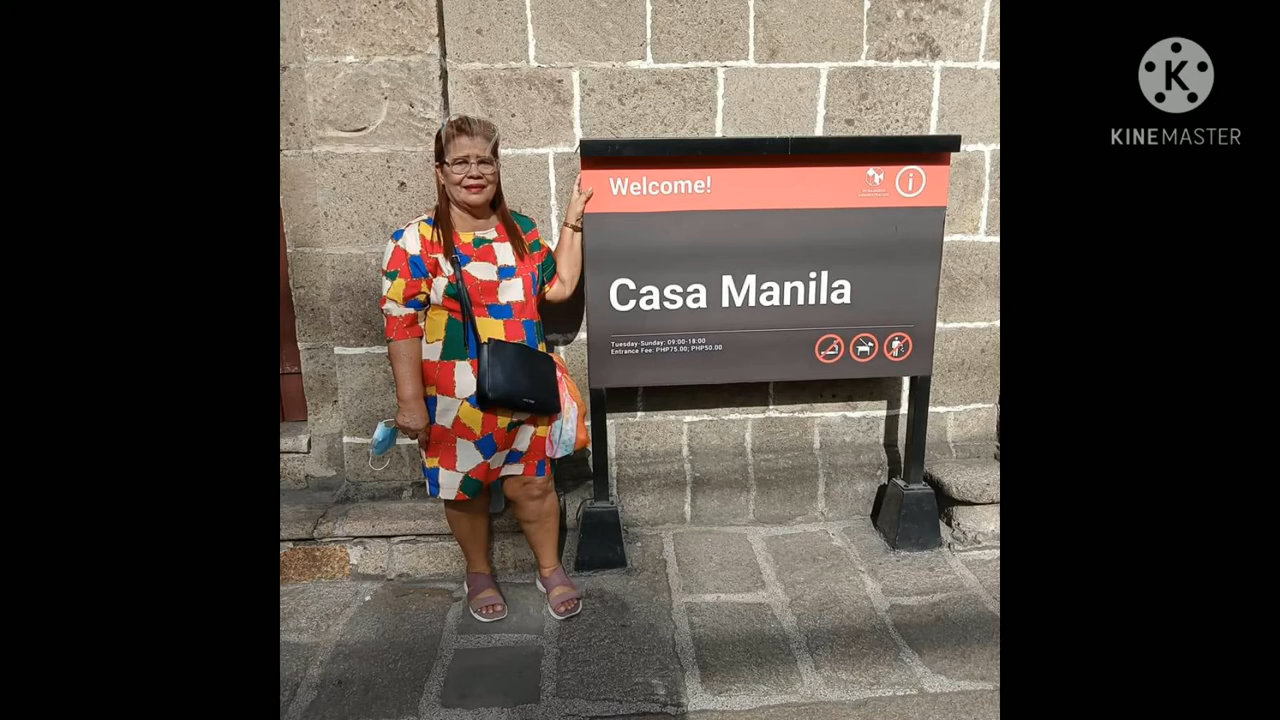 KINEMASTER
Welcome!
Casa Manila
Tuesday-Sunday: 09:00-18:00
Entrance Fee: PHP75.00; PHP50.00